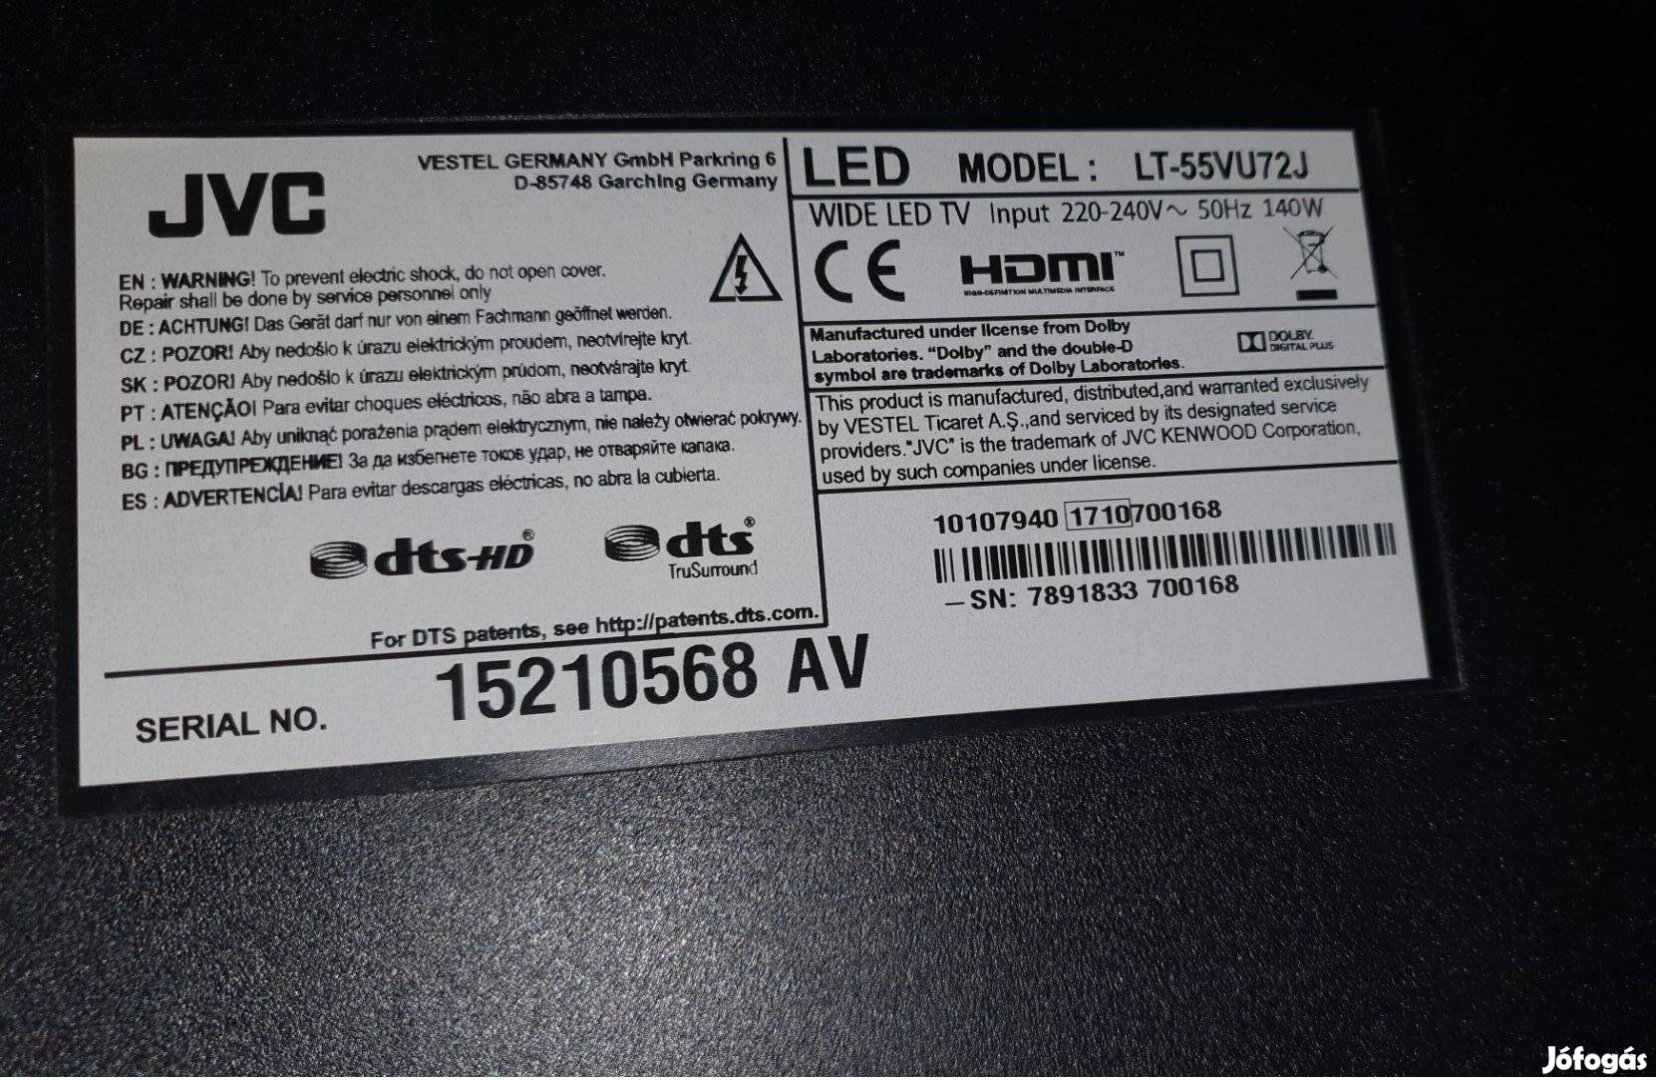 JVC
VESTEL GERMANY GmbH Parkring 6
D-85748 Garching Germany
EN : WARNING! To prevent electric shock, do not open cover.
Repair shall be done by service personnel only
DE : ACHTUNG! Das Gerät darf nur von einem Fachmann geöffnet werden.
CZ : POZOR! Aby nedošlo k úrazu elektrickým proudem, neotvírejte kryt.
SK : POZOR! Aby nedošlo k úrazu elektrickým prúdom, neotvárajte kryt.
PT : ATENÇÃO! Para evitar choques eléctricos, não abra a tampa.
PL : UWAGA! Aby uniknąć porażenia prądem elektrycznym, nie należy otwierać pokrywy.
BG : ПРЕДУПРЕЖДЕНИЕ! За да избегнете токов удар, не отваряйте капака.
ES : ADVERTENCİA! Para evitar descargas eléctricas, no abra la cubierta.
dts-HD®
dts®
TruSurround
For DTS patents, see http://patents.dts.com.
SERIAL NO. 15210568 AV
LED MODEL : LT-55VU72J
WIDE LED TV Input 220-240V~ 50Hz 140W
CE HDMI™
HIGH-DEFINITION MULTIMEDIA INTERFACE
Manufactured under license from Dolby
Laboratories. “Dolby” and the double-D
symbol are trademarks of Dolby Laboratories.
DOLBY
DIGITAL PLUS
This product is manufactured, distributed,and warranted exclusively
by VESTEL Ticaret A.Ş.,and serviced by its designated service
providers."JVC" is the trademark of JVC KENWOOD Corporation,
used by such companies under license.
10107940 1710700168
–SN: 7891833 700168
Jófogás